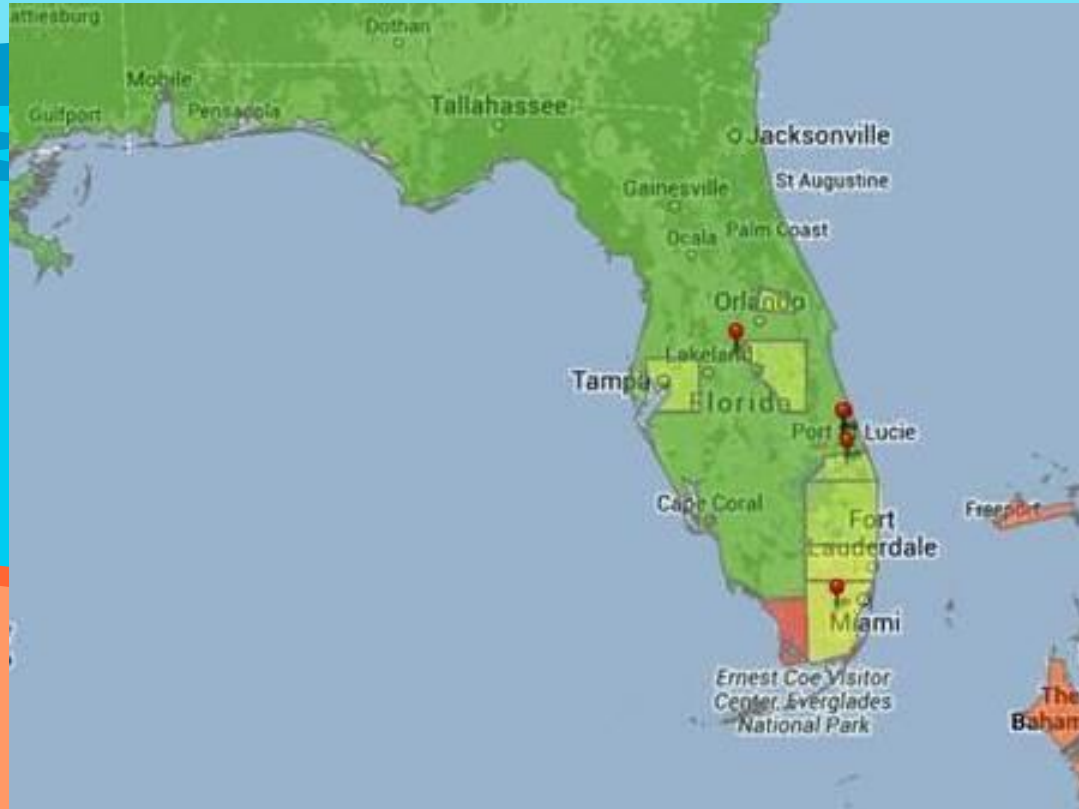 attiesburg
Dothan
Mobile
Gulfport
Pensacola
Tallahassee
Jacksonville
Gainesville
St Augustine
Ocala
Palm Coast
Orlando
Lakeland
Tampa
Florida
Port St Lucie
Cape Coral
Freeport
Fort
Lauderdale
Miami
Ernest Coe Visitor
Center, Everglades
National Park
The
Baham